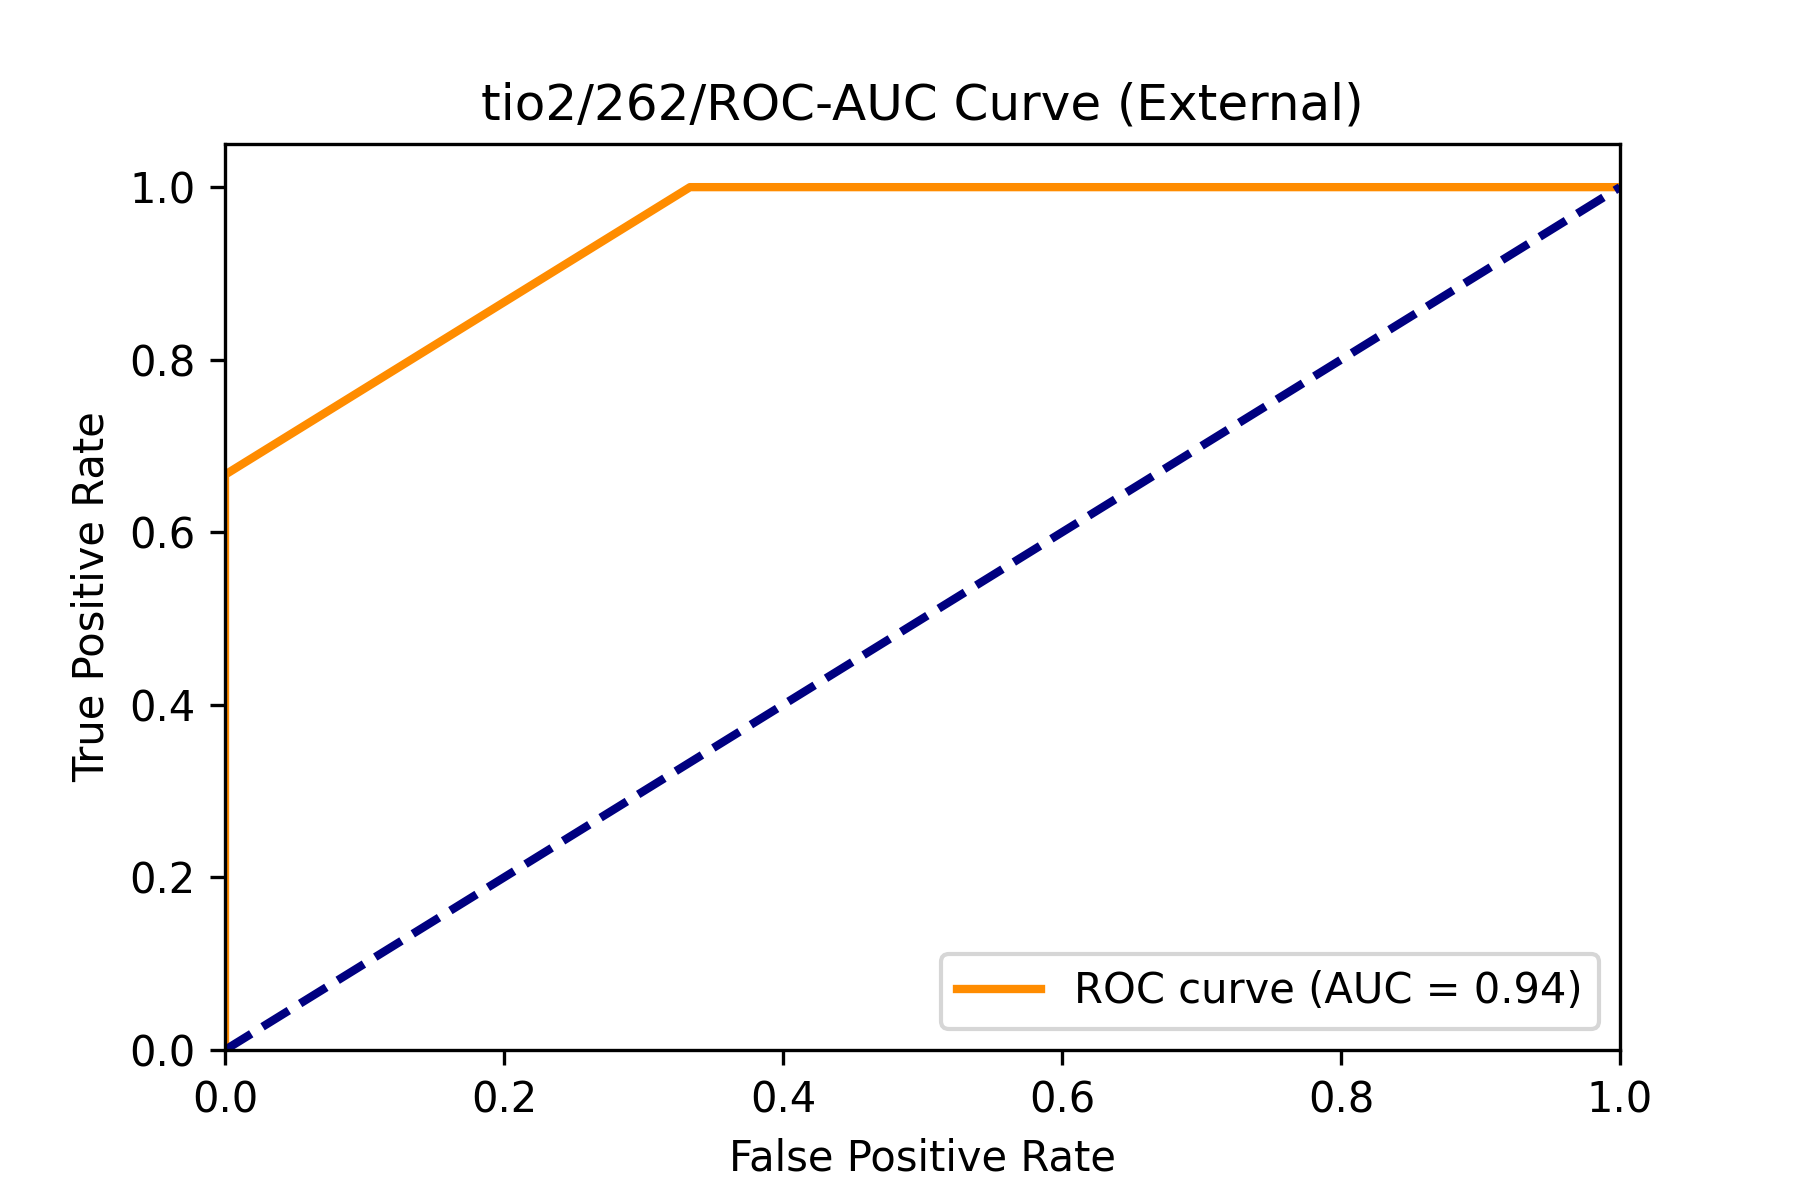 tio2/262/ROC-AUC Curve (External)
1.0
0.8
0.6
0.4
0.2
0.0
True Positive Rate
0.0 0.2 0.4 0.6 0.8 1.0
False Positive Rate
ROC curve (AUC = 0.94)